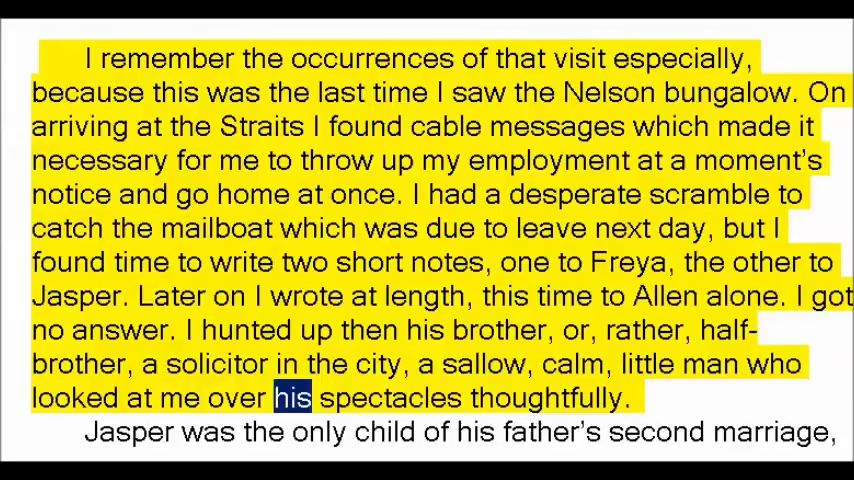 I remember the occurrences of that visit especially,
because this was the last time I saw the Nelson bungalow. On
arriving at the Straits I found cable messages which made it
necessary for me to throw up my employment at a moment's
notice and go home at once. I had a desperate scramble to
catch the mailboat which was due to leave next day, but I
found time to write two short notes, one to Freya, the other to
Jasper. Later on I wrote at length, this time to Allen alone. I got
no answer. I hunted up then his brother, or, rather, half-
brother, a solicitor in the city, a sallow, calm, little man who
looked at me over his spectacles thoughtfully.
Jasper was the only child of his father's second marriage,